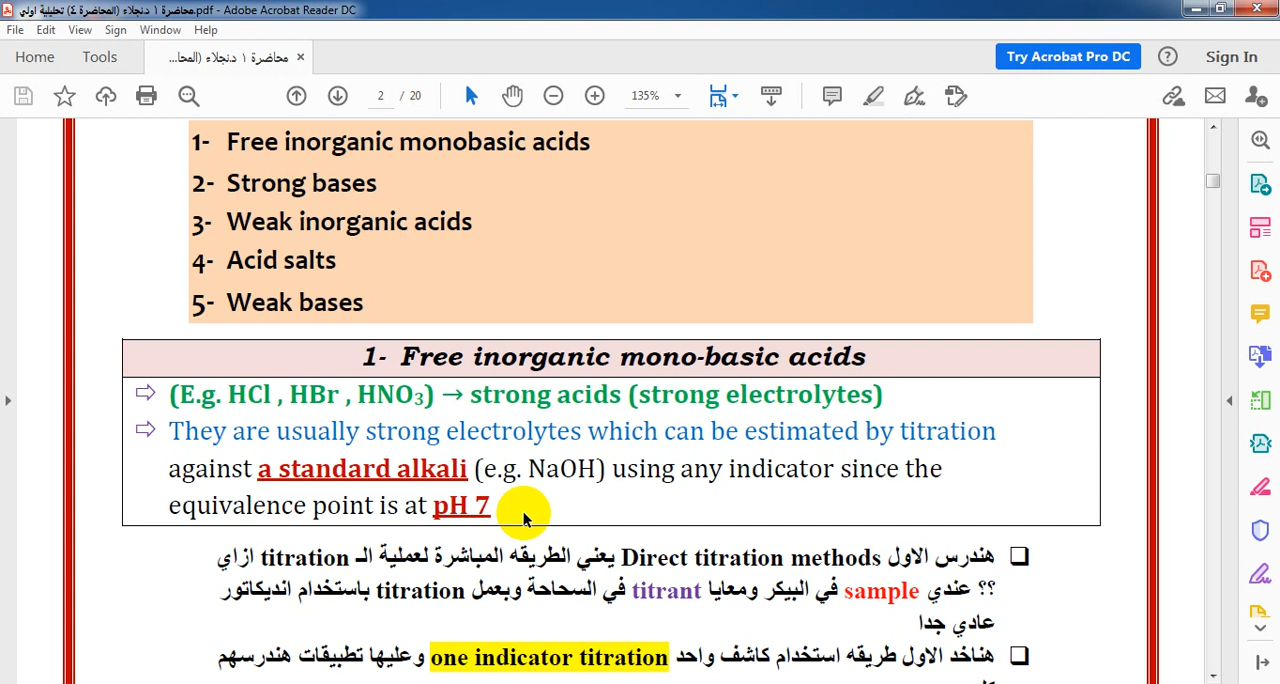 محاضرة ١ د.نجلاء (المحاضرة ٤) تحليلية اولي.pdf - Adobe Acrobat Reader DC
File Edit View Sign Window Help
Home Tools محاضرة ١ د.نجلاء (المحا... × Try Acrobat Pro DC ? Sign In
2 / 20 135%
1- Free inorganic monobasic acids
2- Strong bases
3- Weak inorganic acids
4- Acid salts
5- Weak bases
1- Free inorganic mono-basic acids
⇨ (E.g. HCl , HBr , HNO₃) → strong acids (strong electrolytes)
⇨ They are usually strong electrolytes which can be estimated by titration
against a standard alkali (e.g. NaOH) using any indicator since the
equivalence point is at pH 7
❑ هندرس الاول Direct titration methods يعني الطريقه المباشرة لعملية الـ titration ازاي
؟؟ عندي sample في البيكر ومعايا titrant في السحاحة وبعمل titration باستخدام انديكاتور
عادي جدا
❑ هناخد الاول طريقه استخدام كاشف واحد one indicator titration وعليها تطبيقات هندرسهم